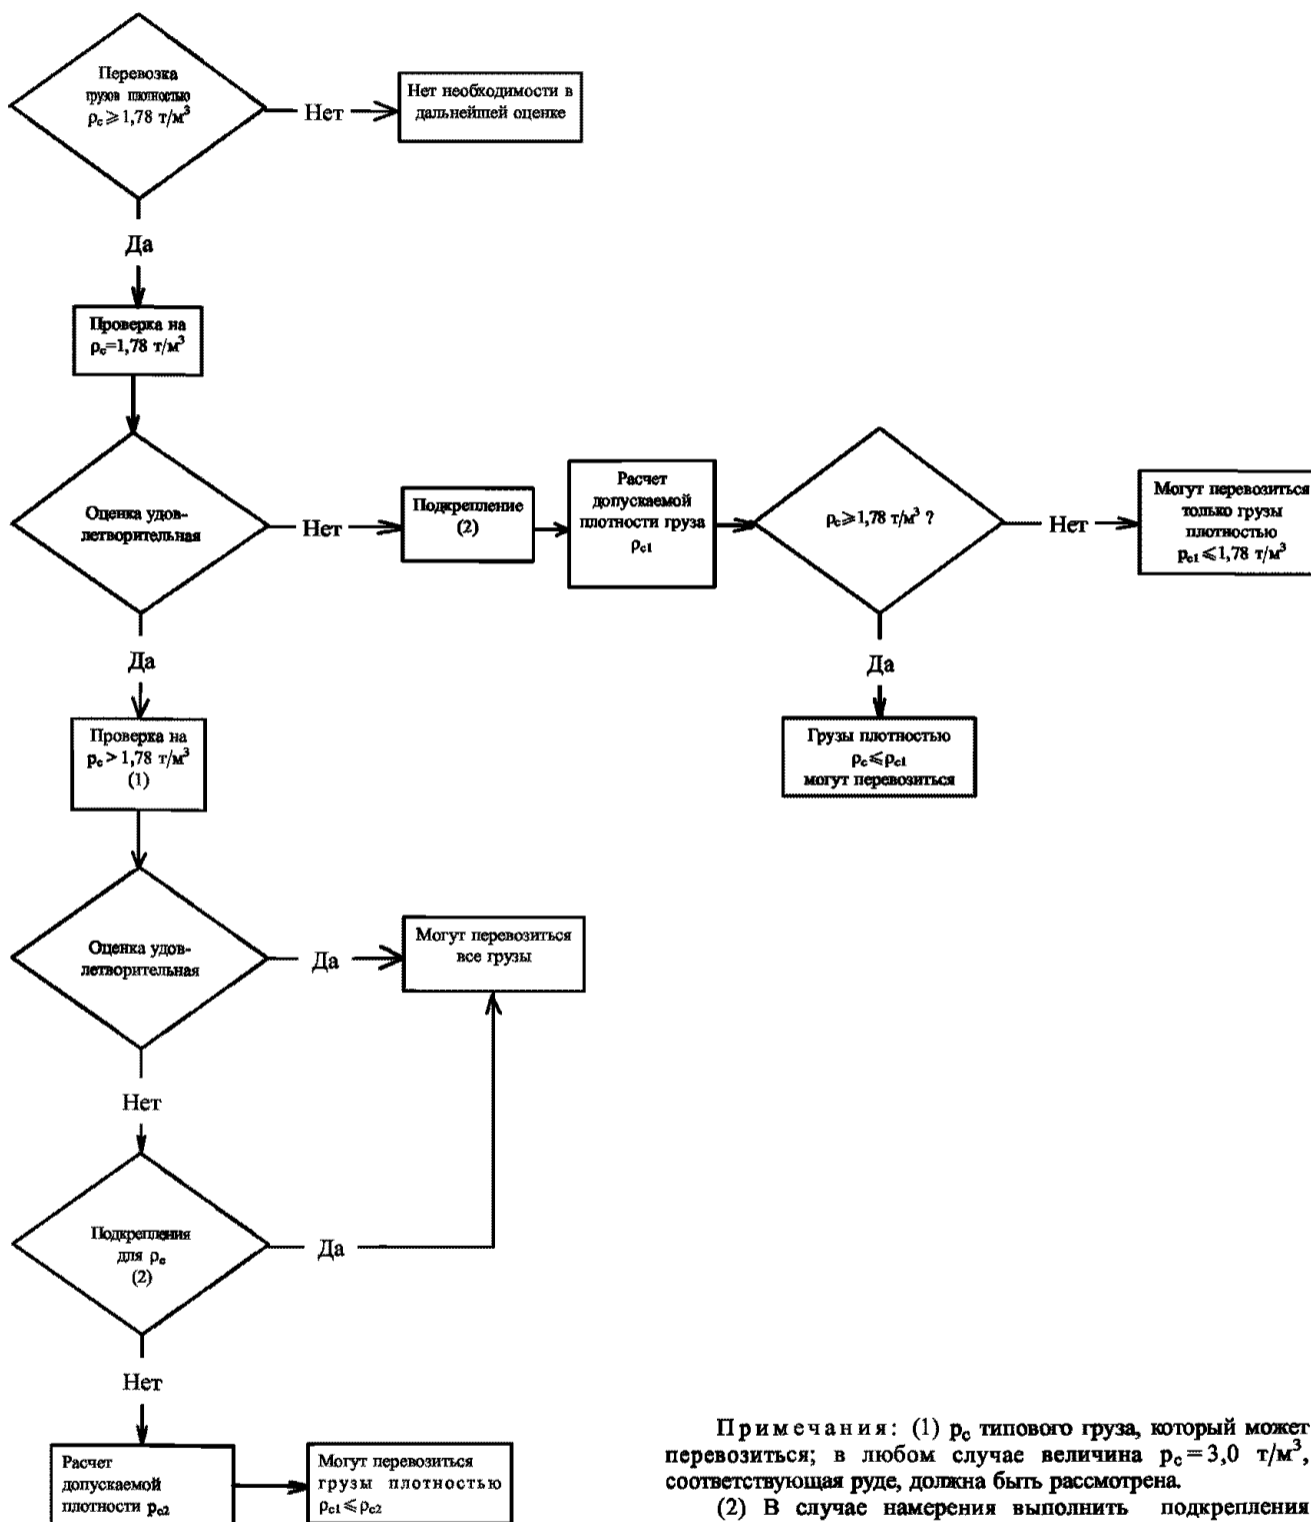 Перевозка
грузов плотностью
ρc ⩾ 1,78 т/м³
Нет
Нет необходимости в
дальнейшей оценке
Да
Проверка на
ρc=1,78 т/м³
Оценка удов-
летворительная
Нет
Подкрепление
(2)
Расчет
допускаемой
плотности груза
ρc1
ρc ⩾ 1,78 т/м³ ?
Нет
Могут перевозиться
только грузы
плотностью
pc1 ⩽ 1,78 т/м³
Да
Грузы плотностью
ρc ⩽ ρc1
могут перевозиться
Да
Проверка на
pc > 1,78 т/м³
(1)
Оценка удов-
летворительная
Да
Могут перевозиться
все грузы
Нет
Подкрепления
для ρc
(2)
Да
Нет
Расчет
допускаемой
плотности pc2
Могут перевозиться
грузы плотностью
ρc1 ⩽ ρc2
Примечания: (1) pc типового груза, который может
перевозиться; в любом случае величина pc = 3,0 т/м³,
соответствующая руде, должна быть рассмотрена.
(2) В случае намерения выполнить подкрепления